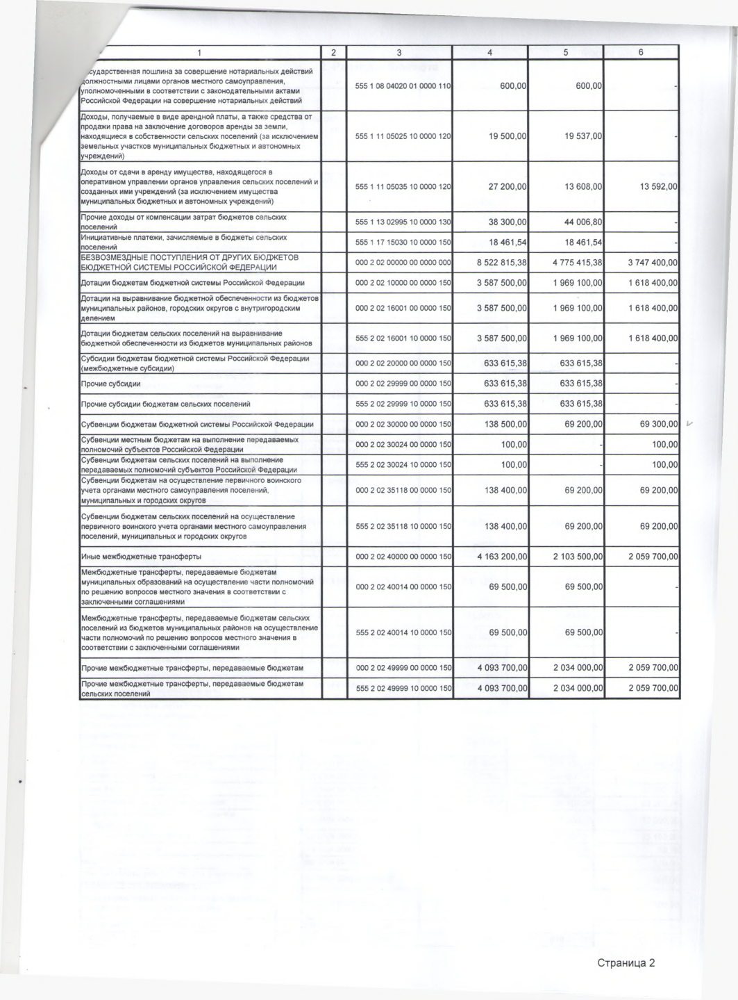 1 2 3 4 5 6
сударственная пошлина за совершение нотариальных действий
должностными лицами органов местного самоуправления,
уполномоченными в соответствии с законодательными актами
Российской Федерации на совершение нотариальных действий
555 1 08 04020 01 0000 110 600,00 600,00 -
Доходы, получаемые в виде арендной платы, а также средства от
продажи права на заключение договоров аренды за земли,
находящиеся в собственности сельских поселений (за исключением
земельных участков муниципальных бюджетных и автономных
учреждений)
555 1 11 05025 10 0000 120 19 500,00 19 537,00 -
Доходы от сдачи в аренду имущества, находящегося в
оперативном управлении органов управления сельских поселений и
созданных ими учреждений (за исключением имущества
муниципальных бюджетных и автономных учреждений)
555 1 11 05035 10 0000 120 27 200,00 13 608,00 13 592,00
Прочие доходы от компенсации затрат бюджетов сельских
поселений
555 1 13 02995 10 0000 130 38 300,00 44 006,80 -
Инициативные платежи, зачисляемые в бюджеты сельских
поселений
555 1 17 15030 10 0000 150 18 461,54 18 461,54 -
БЕЗВОЗМЕЗДНЫЕ ПОСТУПЛЕНИЯ ОТ ДРУГИХ БЮДЖЕТОВ
БЮДЖЕТНОЙ СИСТЕМЫ РОССИЙСКОЙ ФЕДЕРАЦИИ
000 2 02 00000 00 0000 000 8 522 815,38 4 775 415,38 3 747 400,00
Дотации бюджетам бюджетной системы Российской Федерации 000 2 02 10000 00 0000 150 3 587 500,00 1 969 100,00 1 618 400,00
Дотации на выравнивание бюджетной обеспеченности из бюджетов
муниципальных районов, городских округов с внутригородским
делением
000 2 02 16001 00 0000 150 3 587 500,00 1 969 100,00 1 618 400,00
Дотации бюджетам сельских поселений на выравнивание
бюджетной обеспеченности из бюджетов муниципальных районов
555 2 02 16001 10 0000 150 3 587 500,00 1 969 100,00 1 618 400,00
Субсидии бюджетам бюджетной системы Российской Федерации
(межбюджетные субсидии)
000 2 02 20000 00 0000 150 633 615,38 633 615,38 -
Прочие субсидии 000 2 02 29999 00 0000 150 633 615,38 633 615,38 -
Прочие субсидии бюджетам сельских поселений 555 2 02 29999 10 0000 150 633 615,38 633 615,38 -
Субвенции бюджетам бюджетной системы Российской Федерации 000 2 02 30000 00 0000 150 138 500,00 69 200,00 69 300,00
Субвенции местным бюджетам на выполнение передаваемых
полномочий субъектов Российской Федерации
000 2 02 30024 00 0000 150 100,00 - 100,00
Субвенции бюджетам сельских поселений на выполнение
передаваемых полномочий субъектов Российской Федерации
555 2 02 30024 10 0000 150 100,00 - 100,00
Субвенции бюджетам на осуществление первичного воинского
учета органами местного самоуправления поселений,
муниципальных и городских округов
000 2 02 35118 00 0000 150 138 400,00 69 200,00 69 200,00
Субвенции бюджетам сельских поселений на осуществление
первичного воинского учета органами местного самоуправления
поселений, муниципальных и городских округов
555 2 02 35118 10 0000 150 138 400,00 69 200,00 69 200,00
Иные межбюджетные трансферты 000 2 02 40000 00 0000 150 4 163 200,00 2 103 500,00 2 059 700,00
Межбюджетные трансферты, передаваемые бюджетам
муниципальных образований на осуществление части полномочий
по решению вопросов местного значения в соответствии с
заключенными соглашениями
000 2 02 40014 00 0000 150 69 500,00 69 500,00 -
Межбюджетные трансферты, передаваемые бюджетам сельских
поселений из бюджетов муниципальных районов на осуществление
части полномочий по решению вопросов местного значения в
соответствии с заключенными соглашениями
555 2 02 40014 10 0000 150 69 500,00 69 500,00 -
Прочие межбюджетные трансферты, передаваемые бюджетам 000 2 02 49999 00 0000 150 4 093 700,00 2 034 000,00 2 059 700,00
Прочие межбюджетные трансферты, передаваемые бюджетам
сельских поселений
555 2 02 49999 10 0000 150 4 093 700,00 2 034 000,00 2 059 700,00
Страница 2